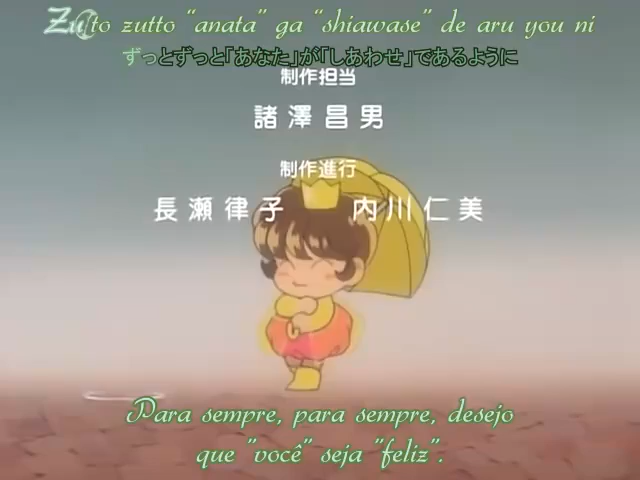 Zutto zutto “anata” ga “shiawase” de aru you ni
ずっとずっと「あなた」が「しあわせ」であるように
制作担当
諸澤昌男
制作進行
長瀬律子 内川仁美
Para sempre, para sempre, desejo
que "você" seja "feliz".